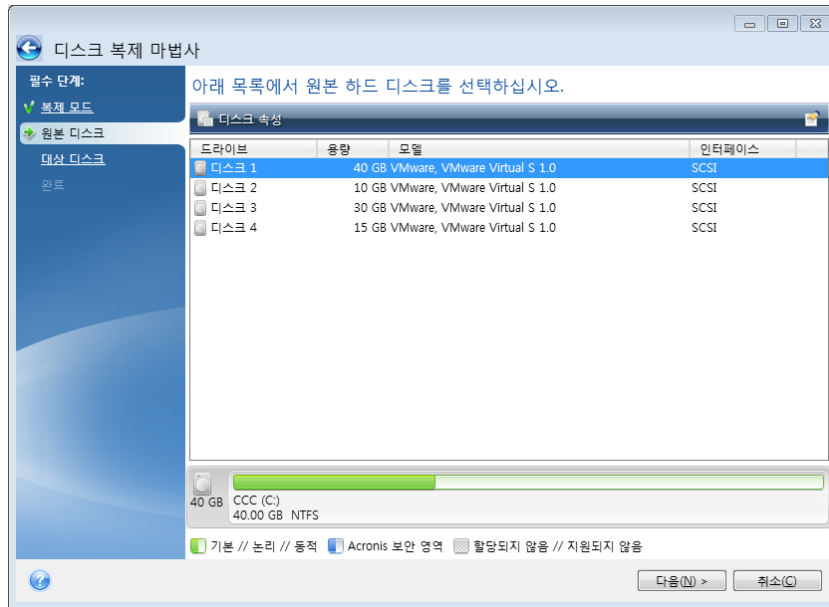 디스크 복제 마법사
필수 단계:
복제 모드
원본 디스크
대상 디스크
완료
아래 목록에서 원본 하드 디스크를 선택하십시오.
디스크 속성
드라이브 용량 모델 인터페이스
디스크 1 40 GB VMware, VMware Virtual S 1.0 SCSI
디스크 2 10 GB VMware, VMware Virtual S 1.0 SCSI
디스크 3 30 GB VMware, VMware Virtual S 1.0 SCSI
디스크 4 15 GB VMware, VMware Virtual S 1.0 SCSI
40 GB CCC (C:)
40.00 GB NTFS
기본 // 논리 // 동적 Acronis 보안 영역 할당되지 않음 // 지원되지 않음
다음(N) > 취소(C)